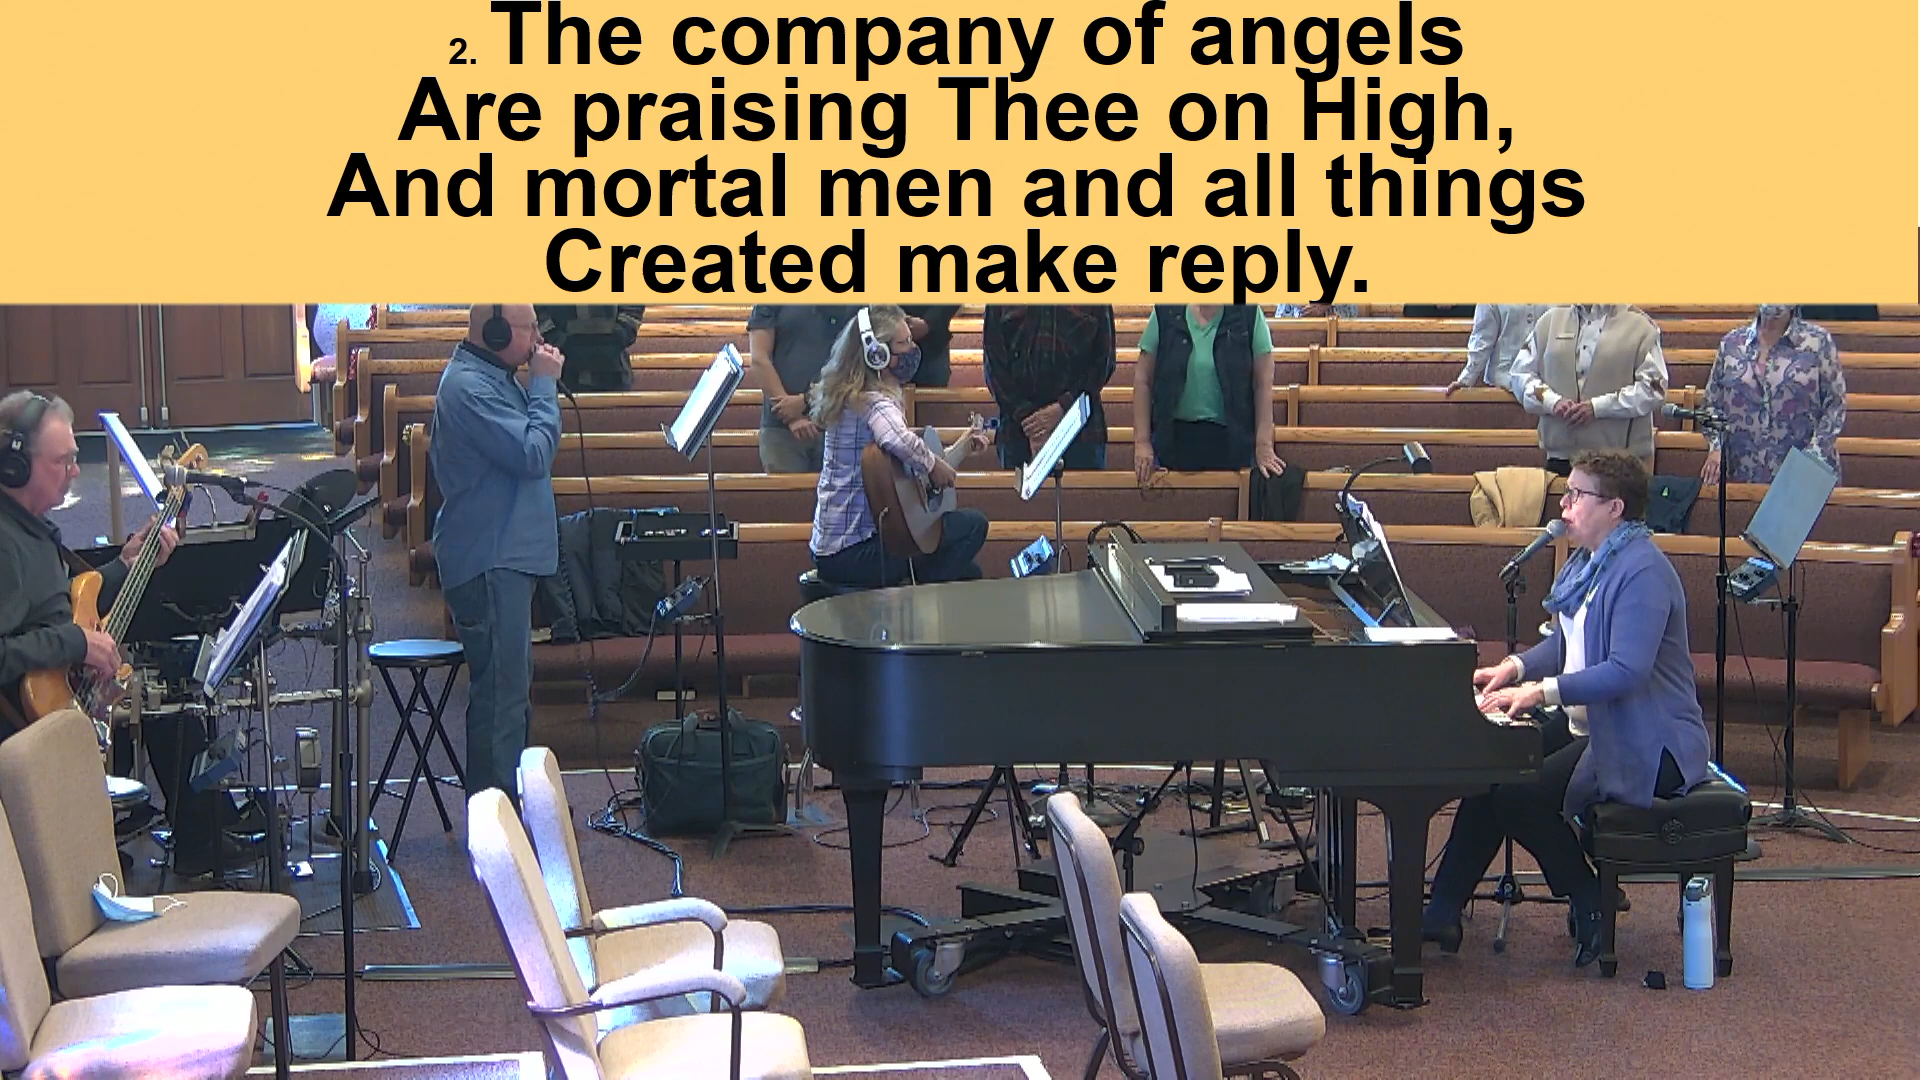 2. The company of angels
Are praising Thee on High,
And mortal men and all things
Created make reply.